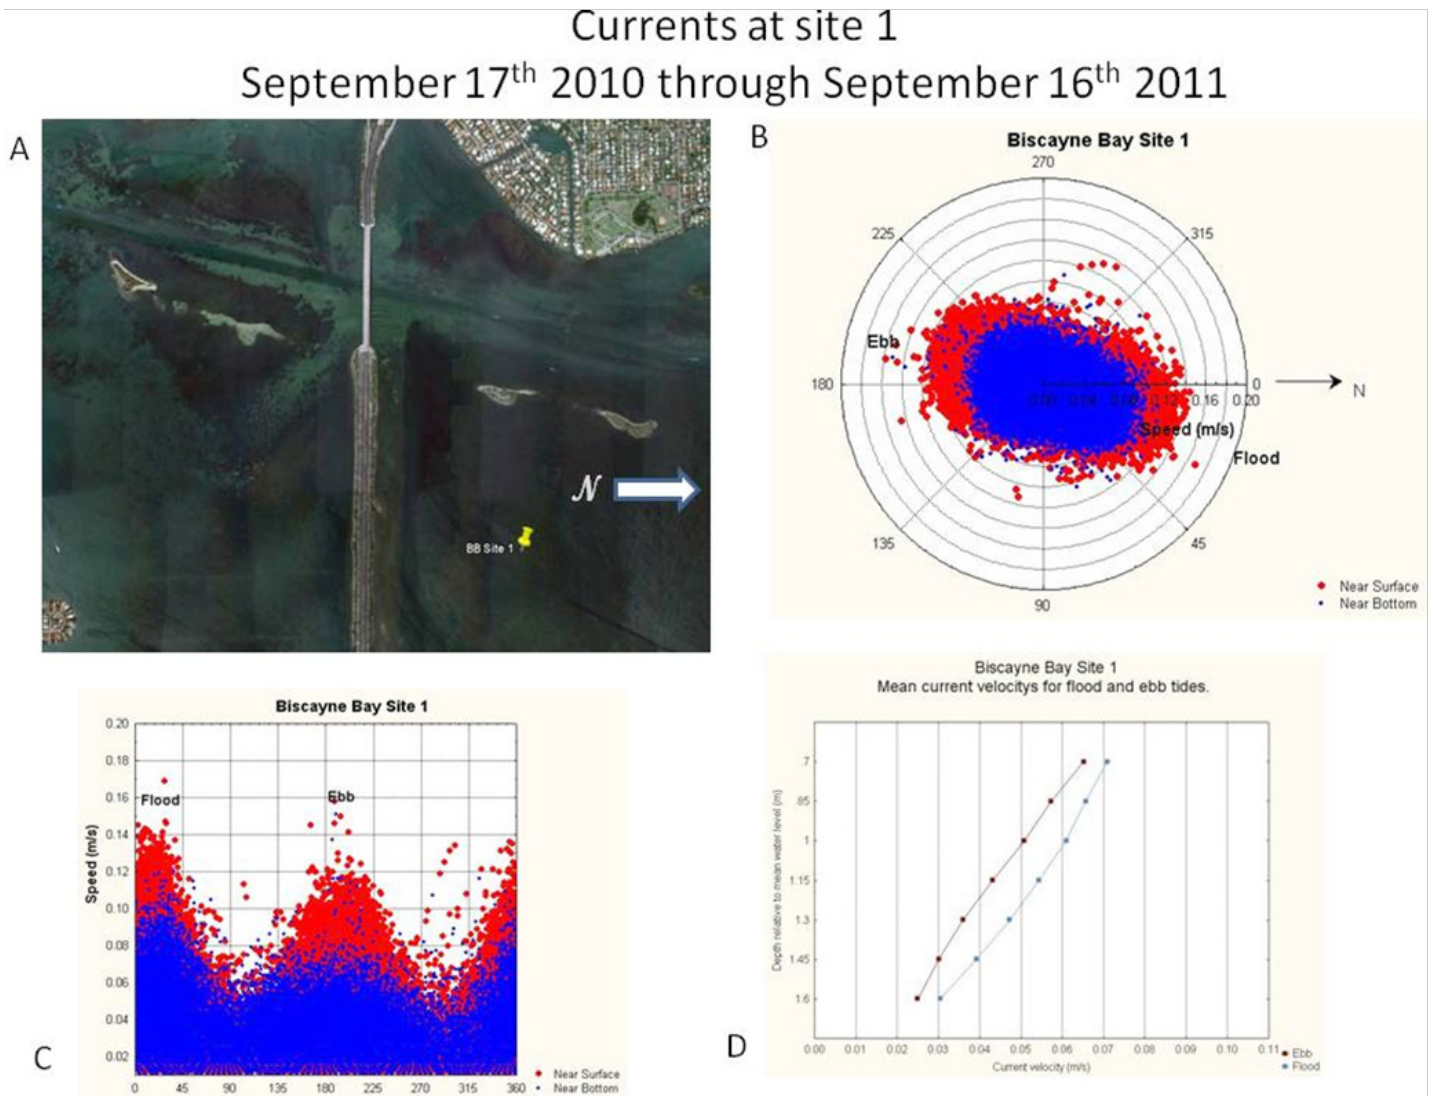 Currents at site 1
September 17th 2010 through September 16th 2011
A
BB Site 1
N
B
Biscayne Bay Site 1
270
225
315
Ebb
180
0
N
0.04
0.12 0.16 0.20
Speed (m/s)
Flood
135
45
90
Near Surface
Near Bottom
C
Biscayne Bay Site 1
0.20
0.18
0.16
0.14
0.12
0.10
0.08
0.06
0.04
0.02
Speed (m/s)
Flood
Ebb
0 45 90 135 180 225 270 315 360
Near Surface
Near Bottom
D
Biscayne Bay Site 1
Mean current velocitys for flood and ebb tides.
Depth relative to mean water level (m)
.7
.85
1
1.15
1.3
1.45
1.6
0.00 0.01 0.02 0.03 0.04 0.05 0.06 0.07 0.08 0.09 0.10 0.11
Current velocity (m/s)
Ebb
Flood